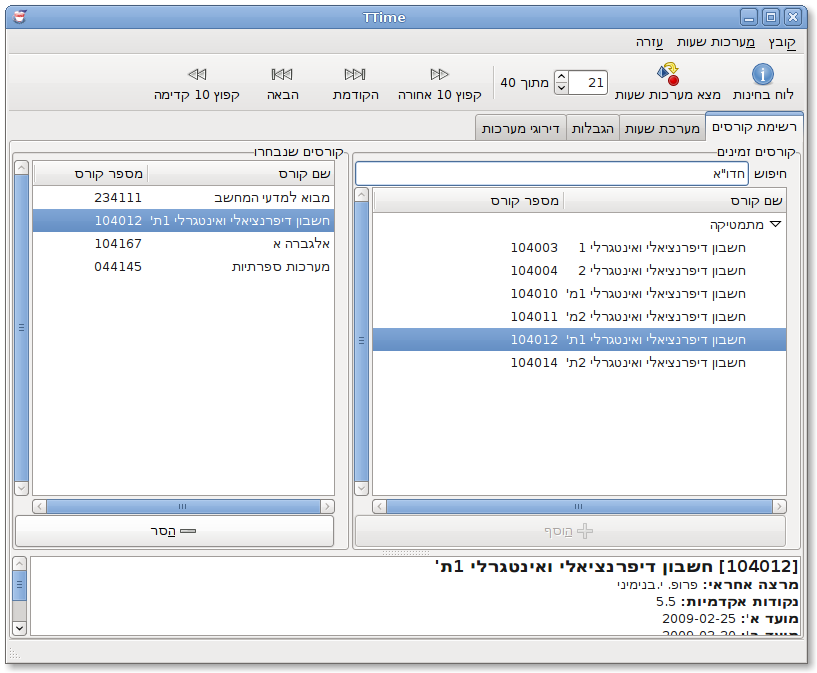 TTime
קובץ מערכות שעות עזרה
לוח בחינות מצא מערכות שעות 21 מתוך 40 קפוץ 10 אחורה הקודמת הבאה קפוץ 10 קדימה
רשימת קורסים מערכת שעות הגבלות דירוגי מערכות
קורסים זמינים
חיפוש חדו"א
שם קורס מספר קורס
מתמטיקה
חשבון דיפרנציאלי ואינטגרלי 1 104003
חשבון דיפרנציאלי ואינטגרלי 2 104004
חשבון דיפרנציאלי ואינטגרלי 1מ' 104010
חשבון דיפרנציאלי ואינטגרלי 2מ' 104011
חשבון דיפרנציאלי ואינטגרלי 1ת' 104012
חשבון דיפרנציאלי ואינטגרלי 2ת' 104014
הוסף
קורסים שנבחרו
שם קורס מספר קורס
מבוא למדעי המחשב 234111
חשבון דיפרנציאלי ואינטגרלי 1ת' 104012
אלגברה א 104167
מערכות ספרתיות 044145
הסר
[104012] חשבון דיפרנציאלי ואינטגרלי 1ת'
מרצה אחראי: פרופ. י.בנימיני
נקודות אקדמיות: 5.5
מועד א': 2009-02-25